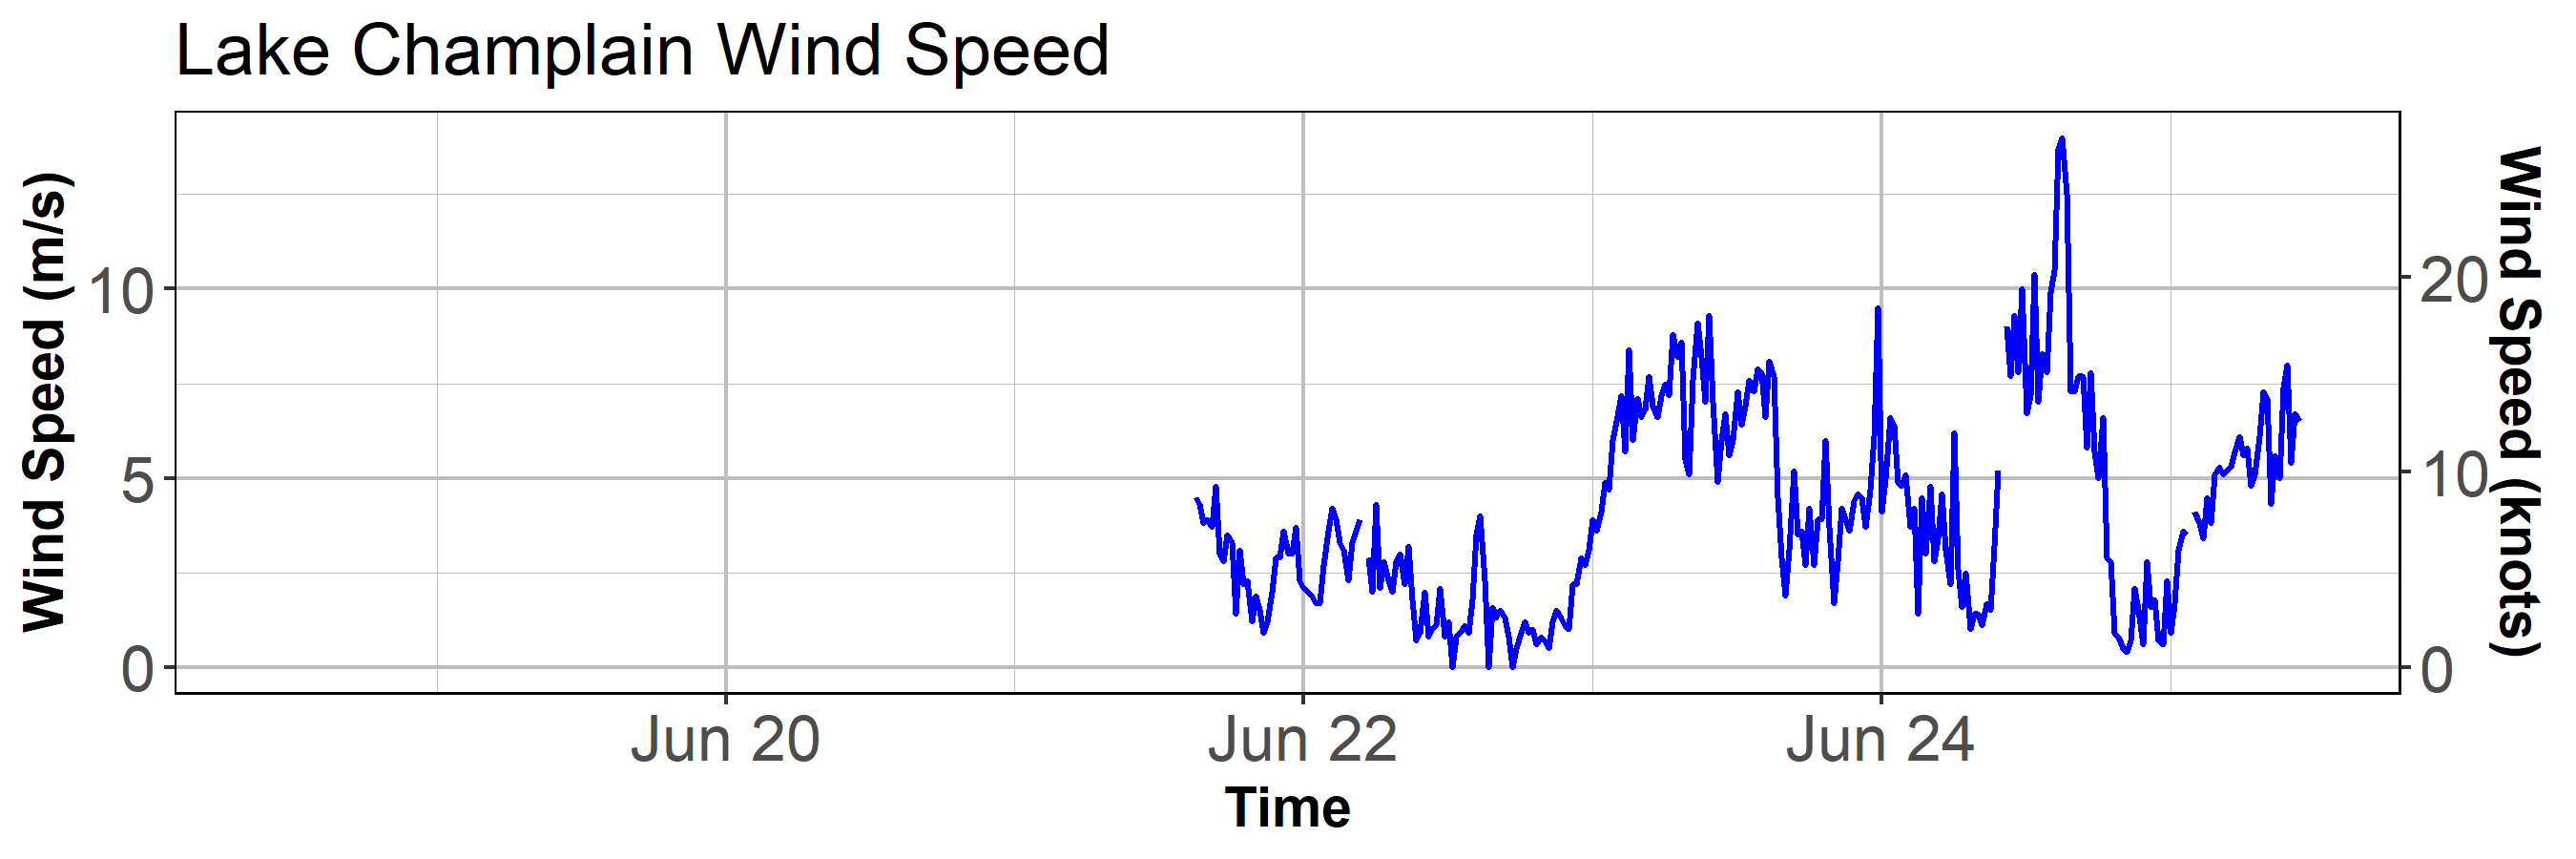 Lake Champlain Wind Speed
Wind Speed (m/s)
10
5
0
20
10
0
Wind Speed (knots)
Jun 20
Jun 22
Jun 24
Time